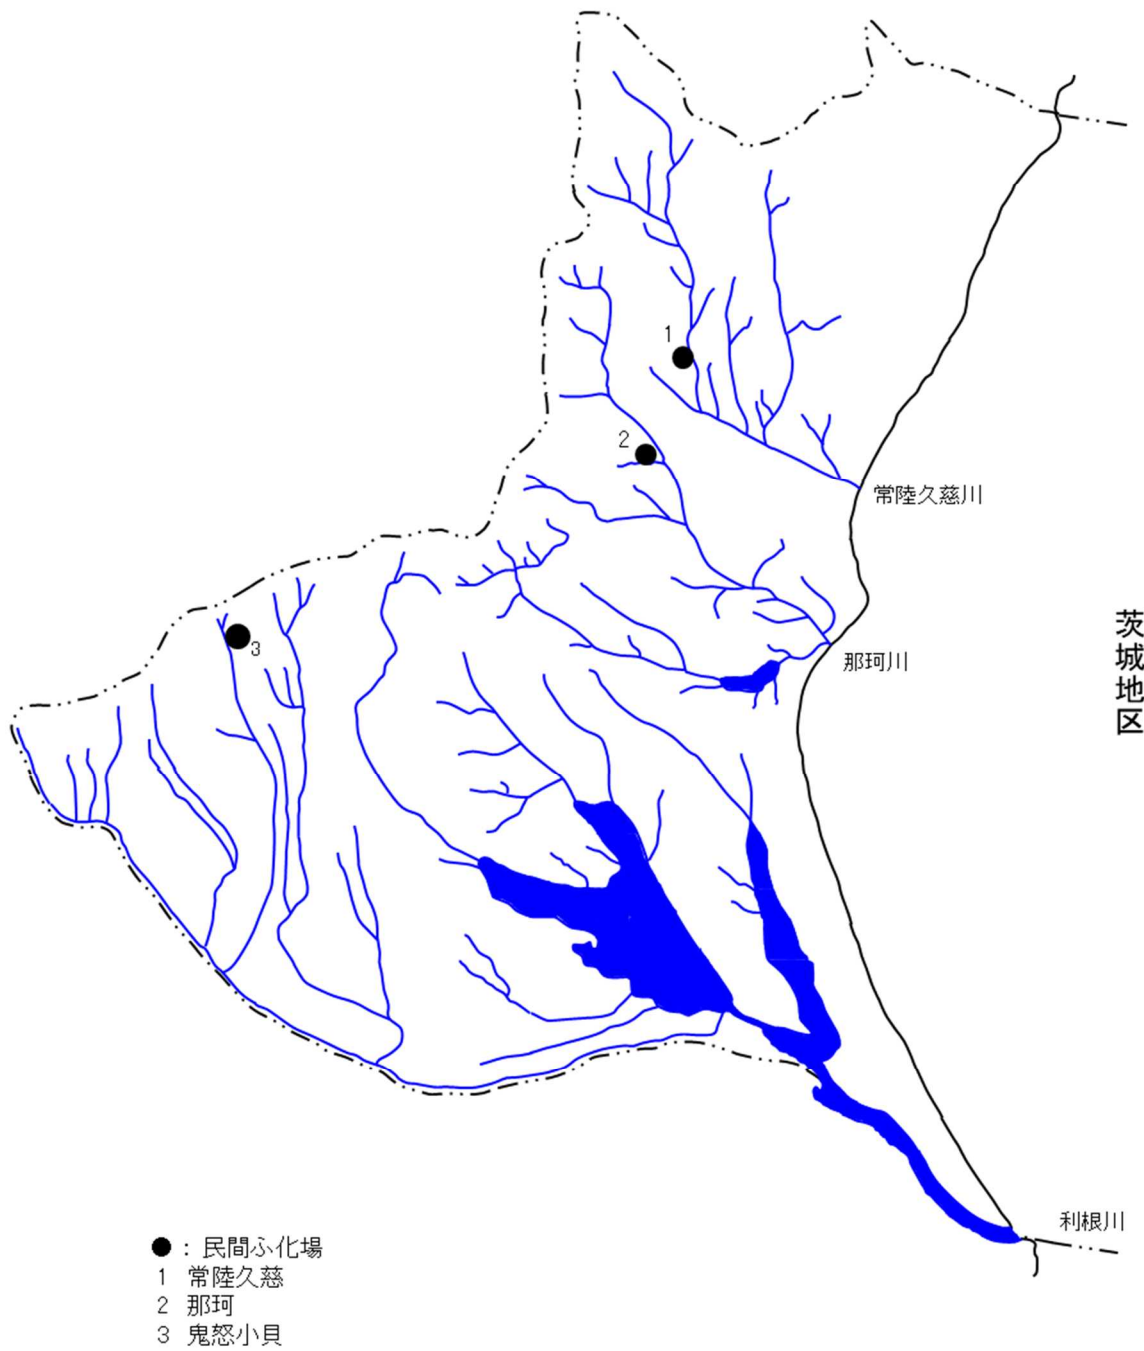 1
2
常陸久慈川
茨城地区
3
那珂川
利根川
● : 民間ふ化場
1 常陸久慈
2 那珂
3 鬼怒小貝